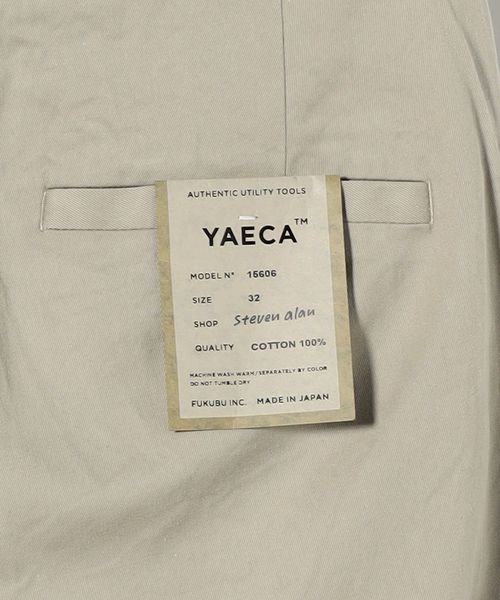 AUTHENTIC UTILITY TOOLS
YAECA™
MODEL N° 15606
SIZE 32
SHOP Steven alan
QUALITY COTTON 100%
MACHINE WASH WARM/SEPARATELY BY COLOR
DO NOT TUMBLE DRY
FUKUBU INC. MADE IN JAPAN